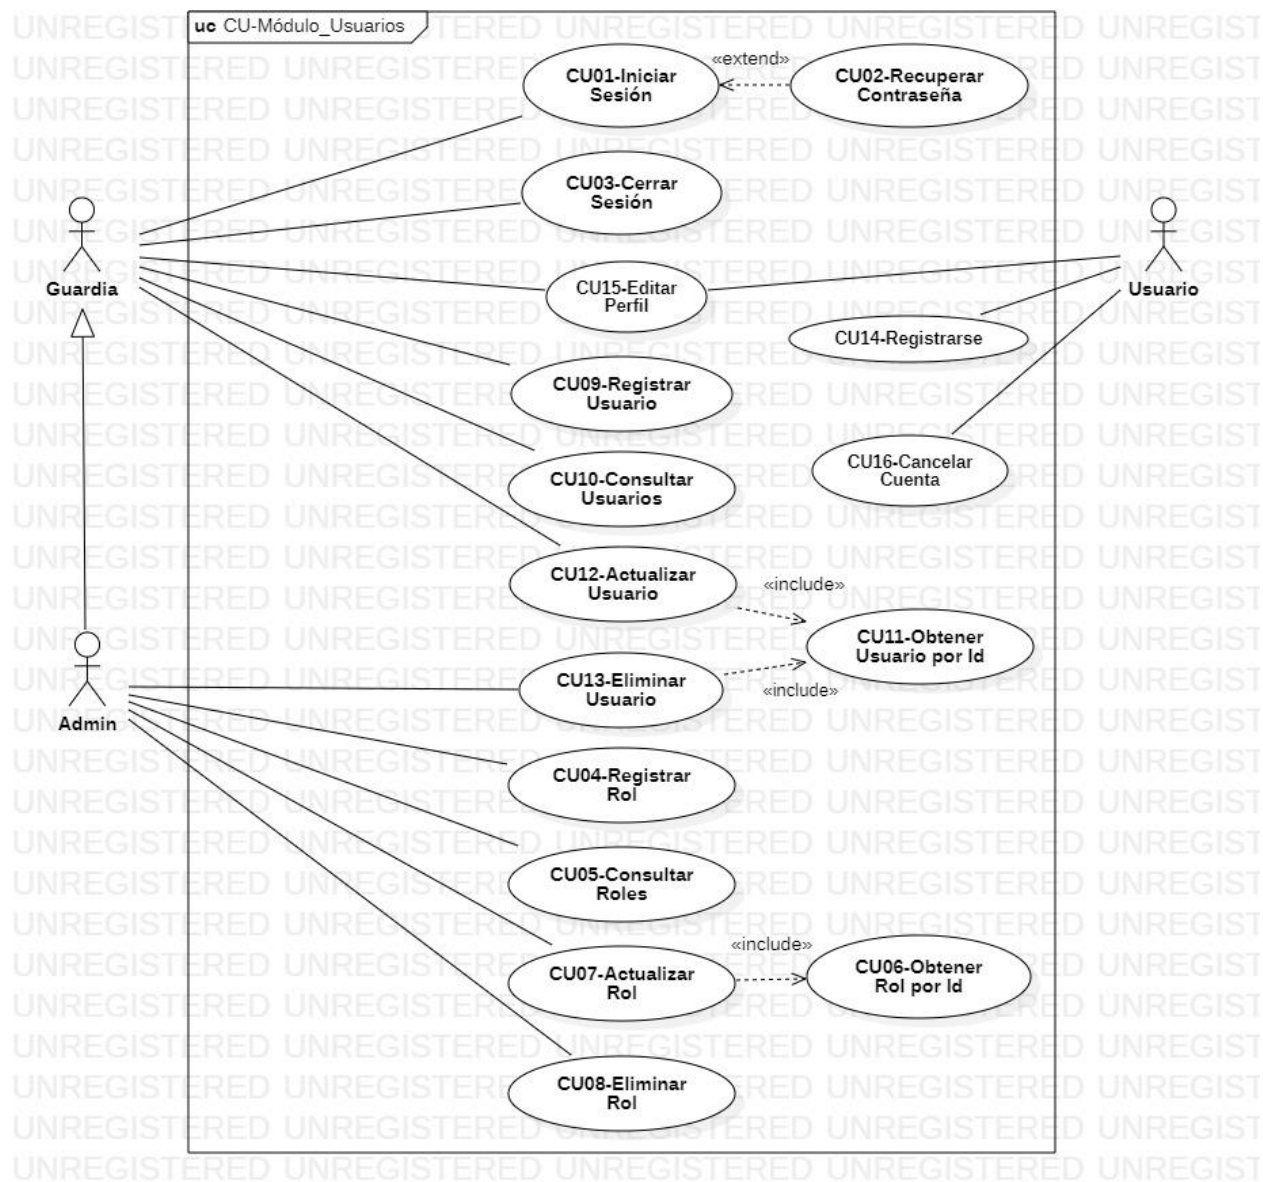 uc CU-Módulo_Usuarios
CU01-Iniciar
Sesión
«extend»
CU02-Recuperar
Contraseña
CU03-Cerrar
Sesión
Guardia
CU15-Editar
Perfil
Usuario
CU14-Registrarse
CU09-Registrar
Usuario
CU10-Consultar
Usuarios
CU16-Cancelar
Cuenta
CU12-Actualizar
Usuario
«include»
CU11-Obtener
Usuario por Id
CU13-Eliminar
Usuario
«include»
Admin
CU04-Registrar
Rol
CU05-Consultar
Roles
«include»
CU07-Actualizar
Rol
CU06-Obtener
Rol por Id
CU08-Eliminar
Rol
UNREGISTERED